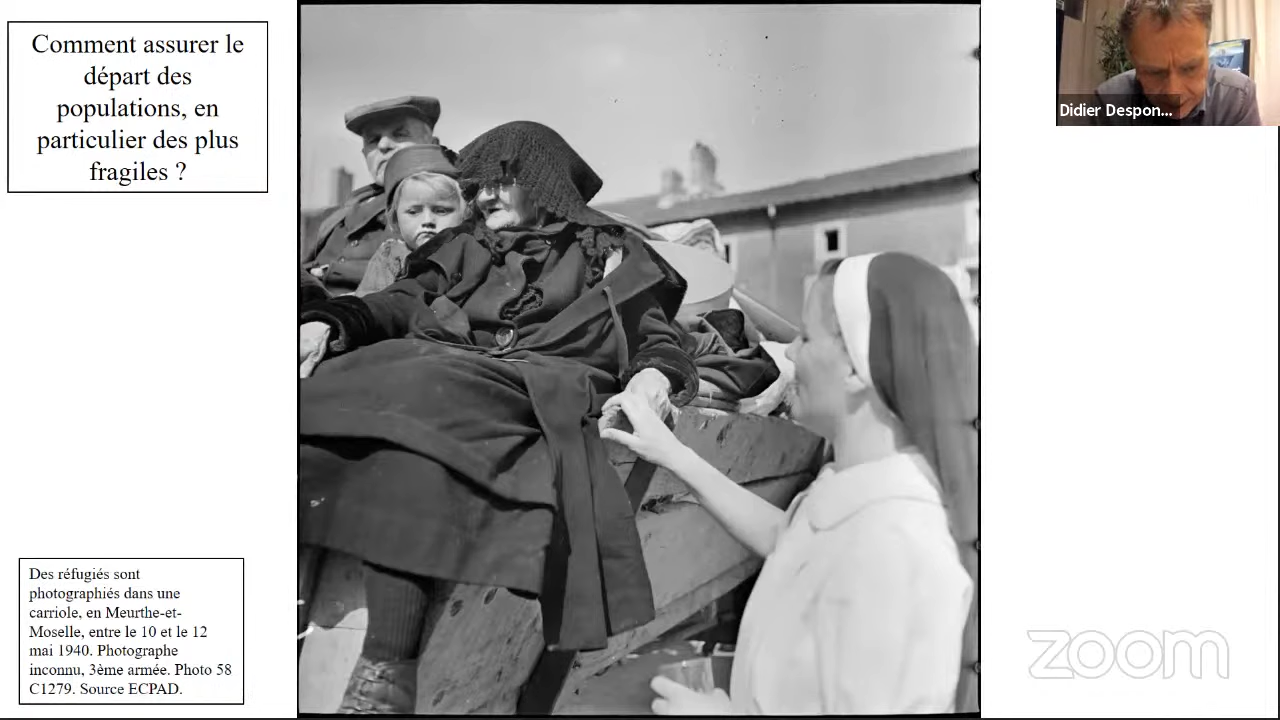 Comment assurer le
départ des
populations, en
particulier des plus
fragiles ?
Didier Despon...
Des réfugiés sont
photographiés dans une
carriole, en Meurthe-et-
Moselle, entre le 10 et le 12
mai 1940. Photographe
inconnu, 3ème armée. Photo 58
C1279. Source ECPAD.
zoom